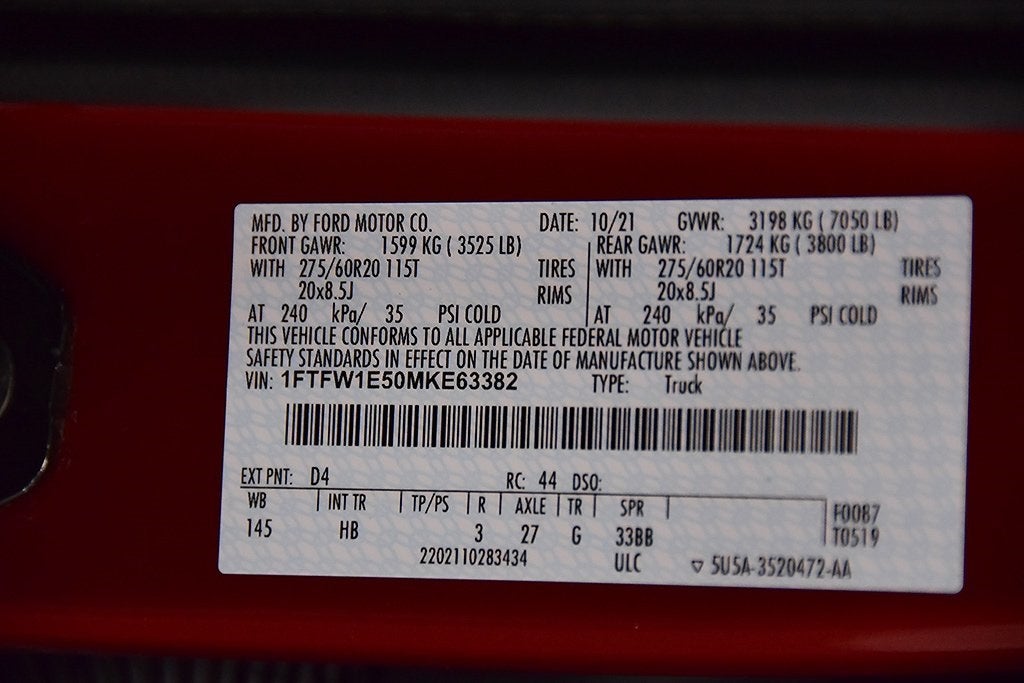 MFD. BY FORD MOTOR CO. DATE: 10/21 GVWR: 3198 KG ( 7050 LB)
FRONT GAWR: 1599 KG ( 3525 LB) REAR GAWR: 1724 KG ( 3800 LB)
WITH 275/60R20 115T TIRES WITH 275/60R20 115T TIRES
20x8.5J RIMS 20x8.5J RIMS
AT 240 kPa/ 35 PSI COLD AT 240 kPa/ 35 PSI COLD
THIS VEHICLE CONFORMS TO ALL APPLICABLE FEDERAL MOTOR VEHICLE
SAFETY STANDARDS IN EFFECT ON THE DATE OF MANUFACTURE SHOWN ABOVE.
VIN: 1FTFW1E50MKE63382 TYPE: Truck
EXT PNT: D4 RC: 44 DSO:
WB INT TR TP/PS R AXLE TR SPR F0087
145 HB 3 27 G 33BB T0519
2202110283434 ULC ▽ 5U5A-3520472-AA